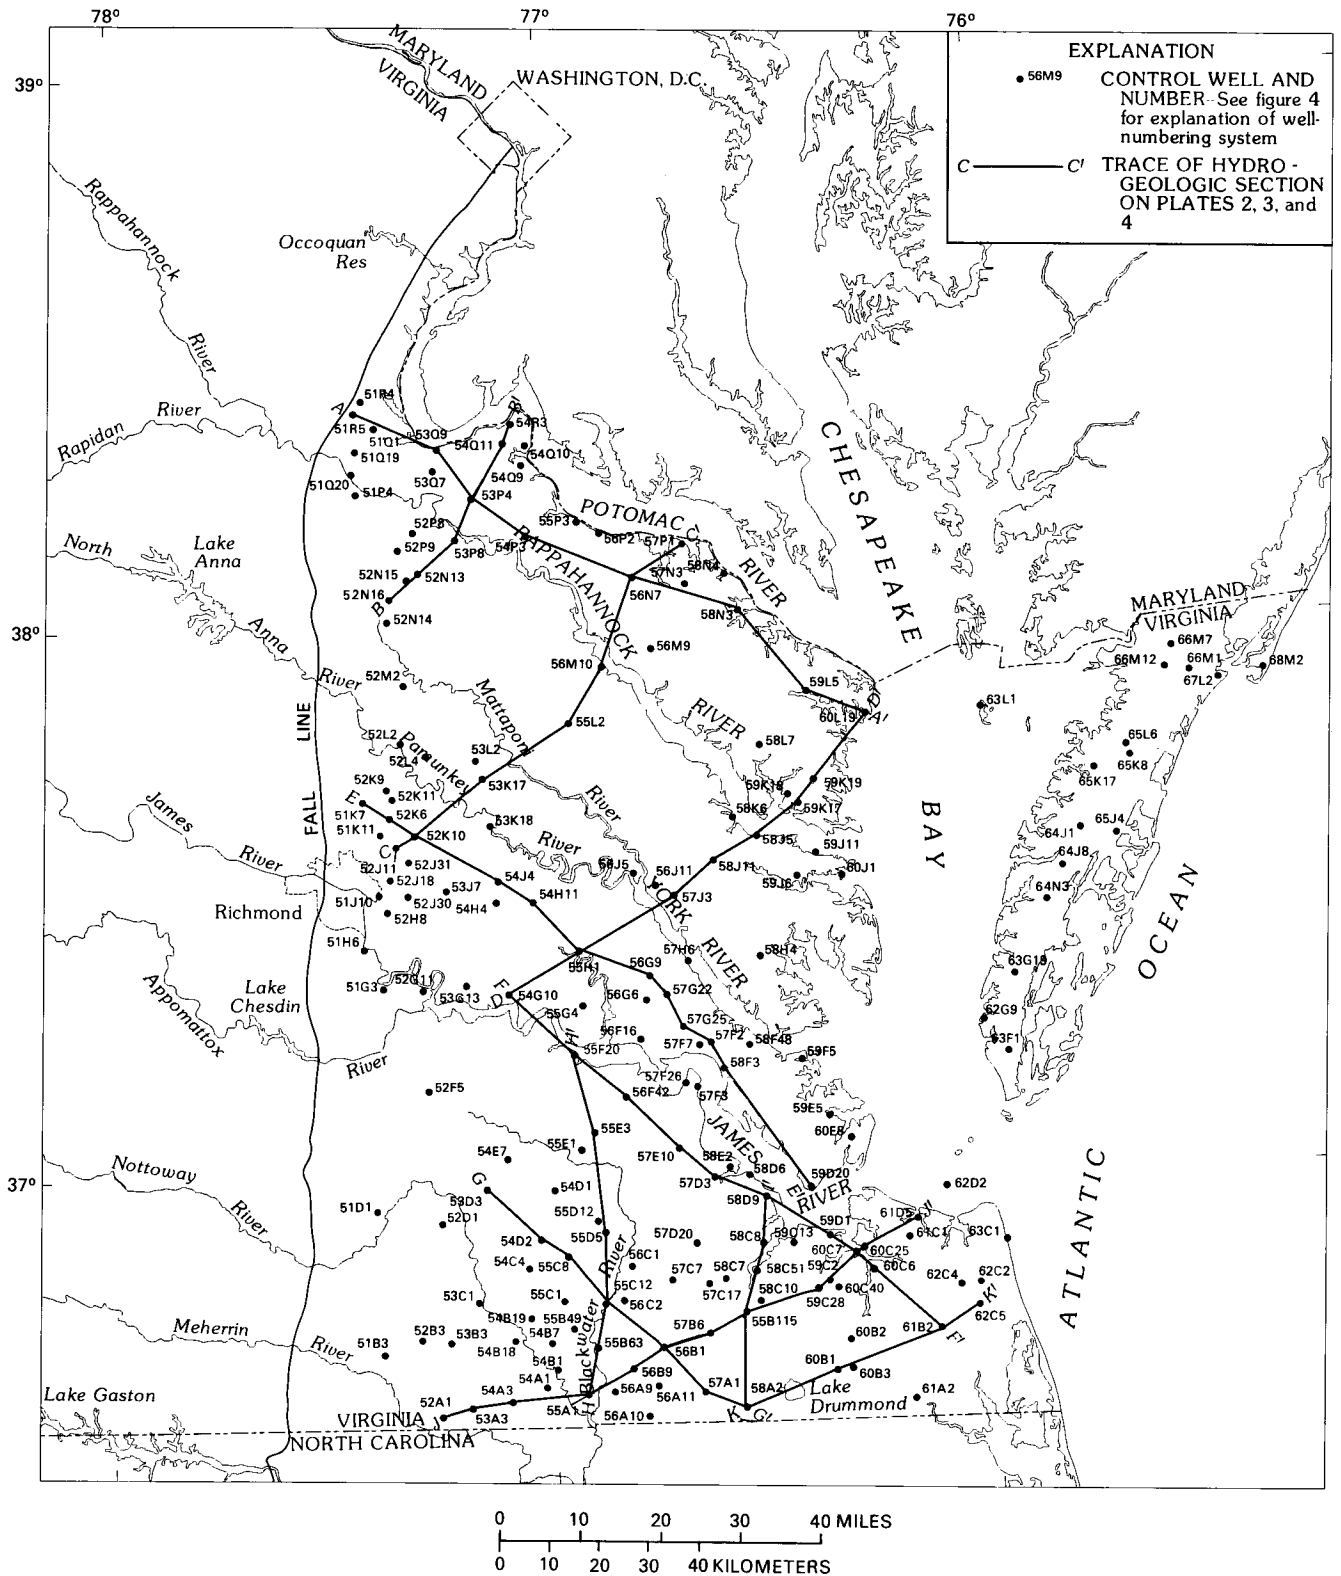 78°
77°
76°
39°
38°
37°
MARYLAND
VIRGINIA
WASHINGTON, D.C.
EXPLANATION
56M9
CONTROL WELL AND
NUMBER--See figure 4
for explanation of well-
numbering system
C
C'
TRACE OF HYDRO-
GEOLOGIC SECTION
ON PLATES 2, 3, and
4
Rappahannock
River
Occoquan
Res
Rapidan
River
North
Lake
Anna
Anna
River
FALL LINE
James
River
Richmond
Appomattox
Lake
Chesdin
River
Nottoway
River
Meherrin
River
Lake Gaston
VIRGINIA
NORTH CAROLINA
Mattaponi
River
Pamunkey
River
POTOMAC
RIVER
RAPPAHANNOCK
RIVER
YORK
RIVER
JAMES
RIVER
Blackwater
River
Lake
Drummond
CHESAPEAKE
BAY
ATLANTIC
OCEAN
MARYLAND
VIRGINIA
A
51R4
51R5
51Q1
53Q9
B'
54R3
54Q11
54Q10
51Q19
51Q20
53Q7
54Q9
51P4
53P4
55P3
52P8
52P9
53P8
54P3
56P2
57P1
C'
52N15
52N13
57N3
58N4
52N16
B
52N14
56N7
58N3
56M9
56M10
52M2
59L5
60L19
D'
A'
55L2
52L2
52L4
53L2
58L7
63L1
66M7
66M12
66M1
67L2
68M2
65L6
65K8
65K17
53K17
52K9
52K11
E
51K7
52K6
51K11
52K10
53K18
59K18
59K19
59K17
58K6
C
52J11
52J31
52J18
53J7
54J4
51J10
52J30
54H4
54H11
52H8
56J5
56J11
58J11
58J5
57J3
59J11
59J6
60J1
64J1
65J4
64J8
64N3
51H6
55H1
57H6
58H4
63G19
51G3
52G11
53G13
F
D
54G10
55G4
56G9
56G6
57G22
57G25
62G9
H'
55F20
56F16
57F7
57F2
58F48
58F3
59F5
63F1
52F5
56F42
57F26
57F3
55E3
55E1
54E7
57E10
58E2
59E5
60E8
G
53D3
54D1
57D3
58D6
58D9
E'
59D20
62D2
51D1
52D1
55D12
55D5
54D2
57D20
59D1
61D5
J'
54C4
55C8
56C1
58C8
59C13
60C7
60C25
61C1
63C1
57C7
58C7
58C51
59C2
60C6
55C12
57C17
58C10
59C28
60C40
62C4
62C2
K'
62C5
53C1
55C1
56C2
54B19
55B49
57B6
55B115
61B2
F'
51B3
52B3
53B3
54B18
54B7
55B63
56B1
60B2
54B1
56B9
60B1
60B3
54A1
56A9
57A1
58A2
61A2
52A1
54A3
56A11
J
53A3
55A1
H
56A10
K
G'
0 10 20 30 40 MILES
0 10 20 30 40 KILOMETERS